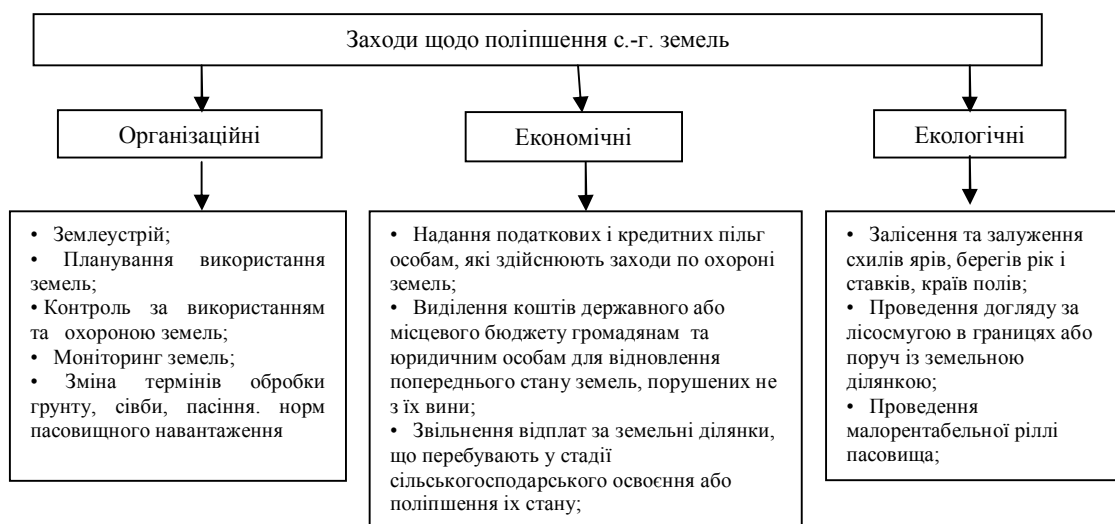 Заходи щодо поліпшення с.-г. земель
Організаційні
Економічні
Екологічні
• Землеустрій;
• Планування використання
земель;
• Контроль за використанням
та охороною земель;
• Моніторинг земель;
• Зміна термінів обробки
грунту, сівби, пасіння. норм
пасовищного навантаження
• Надання податкових і кредитних пільг
особам, які здійснюють заходи по охороні
земель;
• Виділення коштів державного або
місцевого бюджету громадянам та
юридичним особам для відновлення
попереднього стану земель, порушених не
з їх вини;
• Звільнення відплат за земельні ділянки,
що перебувають у стадії
сільськогосподарського освоєння або
поліпшення іх стану;
• Залісення та залуження
схилів ярів, берегів рік і
ставків, країв полів;
• Проведення догляду за
лісосмугою в границях або
поруч із земельною
ділянкою;
• Проведення
малорентабельної ріллі
пасовища;